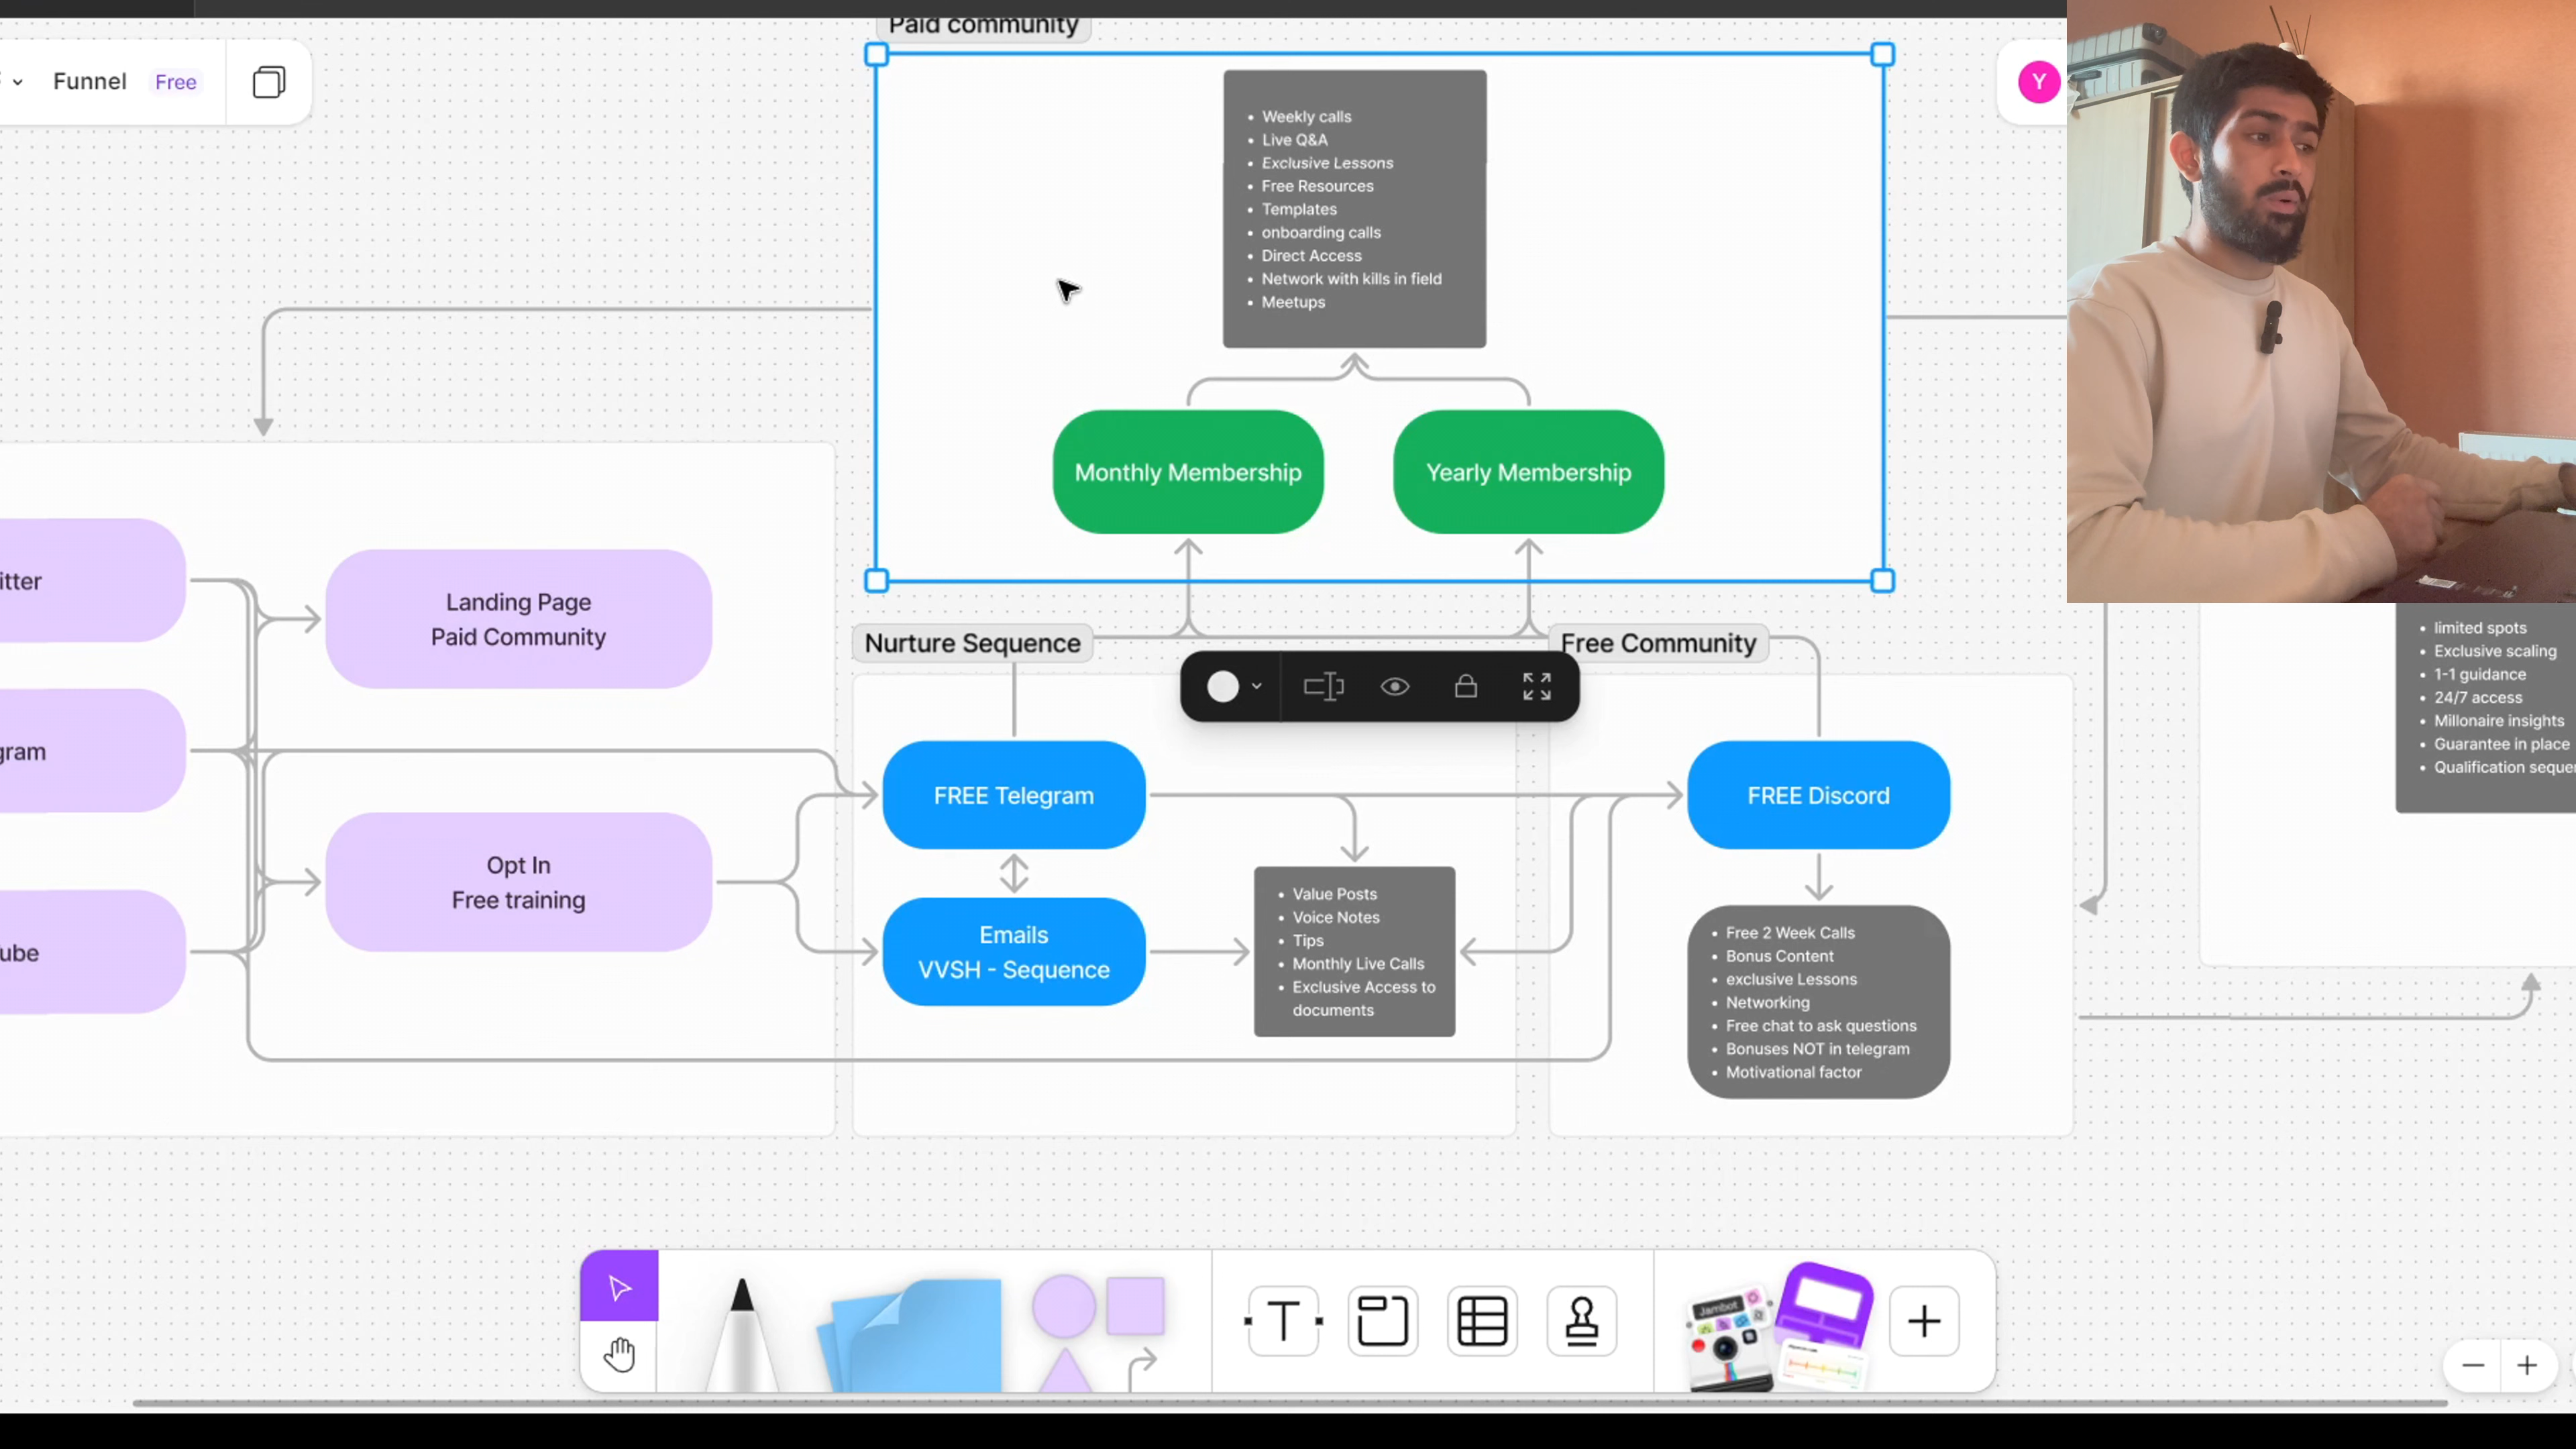 Paid community
Funnel
Free
Y
Weekly calls
Live Q&A
Exclusive Lessons
Free Resources
Templates
onboarding calls
Direct Access
Network with kills in field
Meetups
Monthly Membership
Yearly Membership
itter
Landing Page
Paid Community
gram
Opt In
Free training
ube
Nurture Sequence
FREE Telegram
Emails
VVSH - Sequence
Value Posts
Voice Notes
Tips
Monthly Live Calls
Exclusive Access to
documents
Free Community
FREE Discord
Free 2 Week Calls
Bonus Content
exclusive Lessons
Networking
Free chat to ask questions
Bonuses NOT in telegram
Motivational factor
limited spots
Exclusive scaling
1-1 guidance
24/7 access
Millonaire insights
Guarantee in place
Qualification seque
T
Jambot